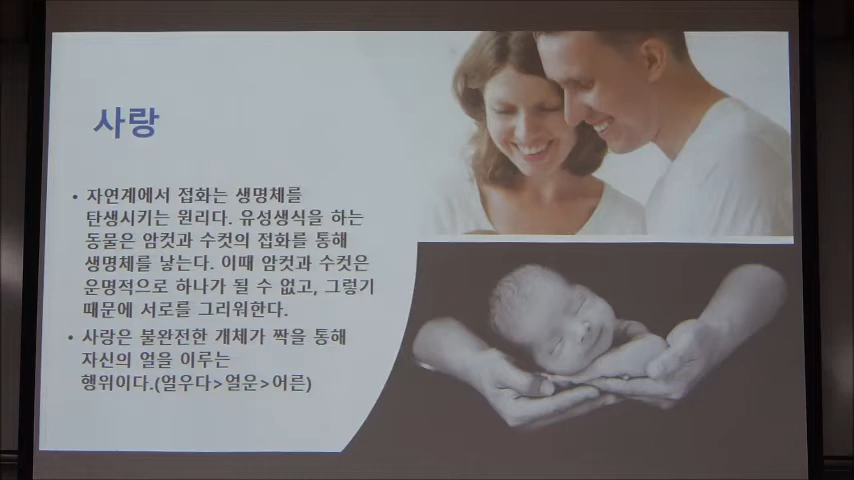 사랑
• 자연계에서 접화는 생명체를
탄생시키는 원리다. 유성생식을 하는
동물은 암컷과 수컷의 접화를 통해
생명체를 낳는다. 이때 암컷과 수컷은
운명적으로 하나가 될 수 없고, 그렇기
때문에 서로를 그리워한다.
• 사랑은 불완전한 개체가 짝을 통해
자신의 얼을 이루는
행위이다.(얼우다>얼운>어른)